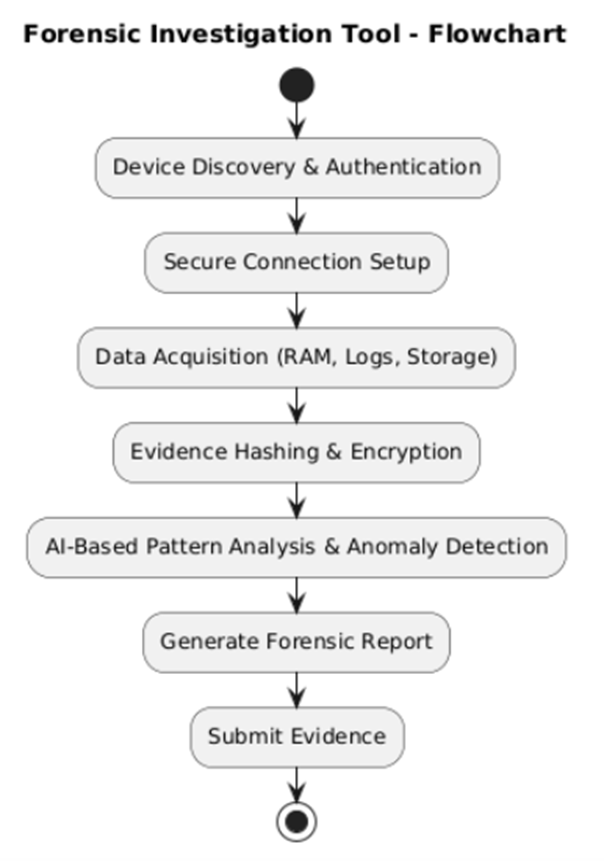 Forensic Investigation Tool - Flowchart
Device Discovery & Authentication
Secure Connection Setup
Data Acquisition (RAM, Logs, Storage)
Evidence Hashing & Encryption
AI-Based Pattern Analysis & Anomaly Detection
Generate Forensic Report
Submit Evidence